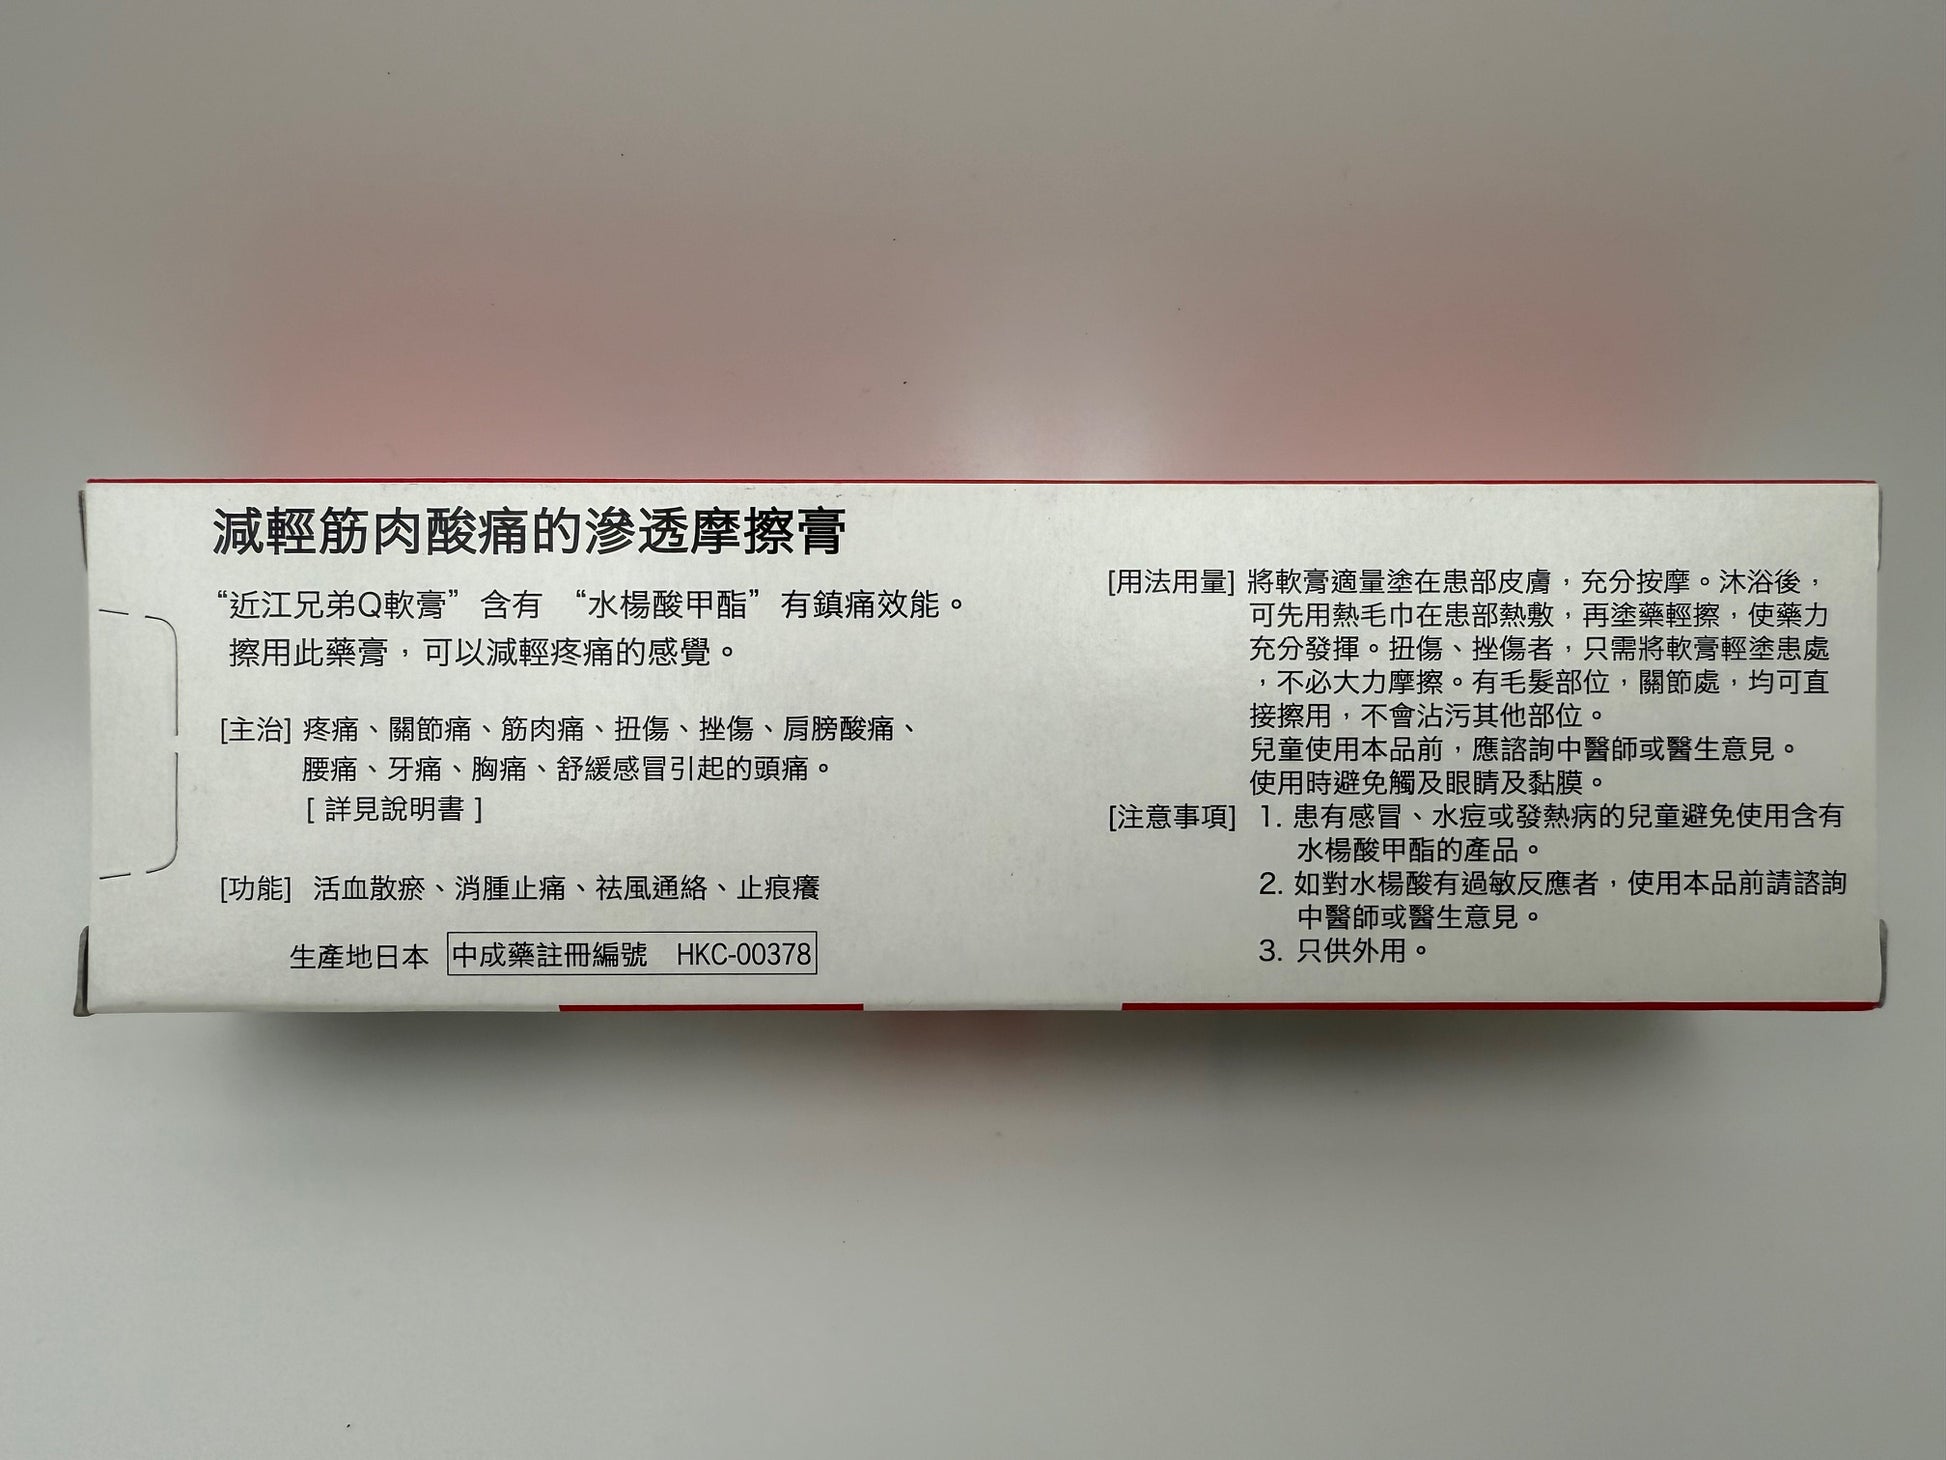 減輕筋肉酸痛的滲透摩擦膏
“近江兄弟Q軟膏”含有 “水楊酸甲酯”有鎮痛效能。
擦用此藥膏，可以減輕疼痛的感覺。
[主治] 疼痛、關節痛、筋肉痛、扭傷、挫傷、肩膀酸痛、
腰痛、牙痛、胸痛、舒緩感冒引起的頭痛。
[ 詳見說明書 ]
[功能] 活血散瘀、消腫止痛、祛風通絡、止痕癢
生產地日本 中成藥註冊編號 HKC-00378
[用法用量] 將軟膏適量塗在患部皮膚，充分按摩。沐浴後，
可先用熱毛巾在患部熱敷，再塗藥輕擦，使藥力
充分發揮。扭傷、挫傷者，只需將軟膏輕塗患處
，不必大力摩擦。有毛髮部位，關節處，均可直
接擦用，不會沾污其他部位。
兒童使用本品前，應諮詢中醫師或醫生意見。
使用時避免觸及眼睛及黏膜。
[注意事項] 1. 患有感冒、水痘或發熱病的兒童避免使用含有
水楊酸甲酯的產品。
2. 如對水楊酸有過敏反應者，使用本品前請諮詢
中醫師或醫生意見。
3. 只供外用。